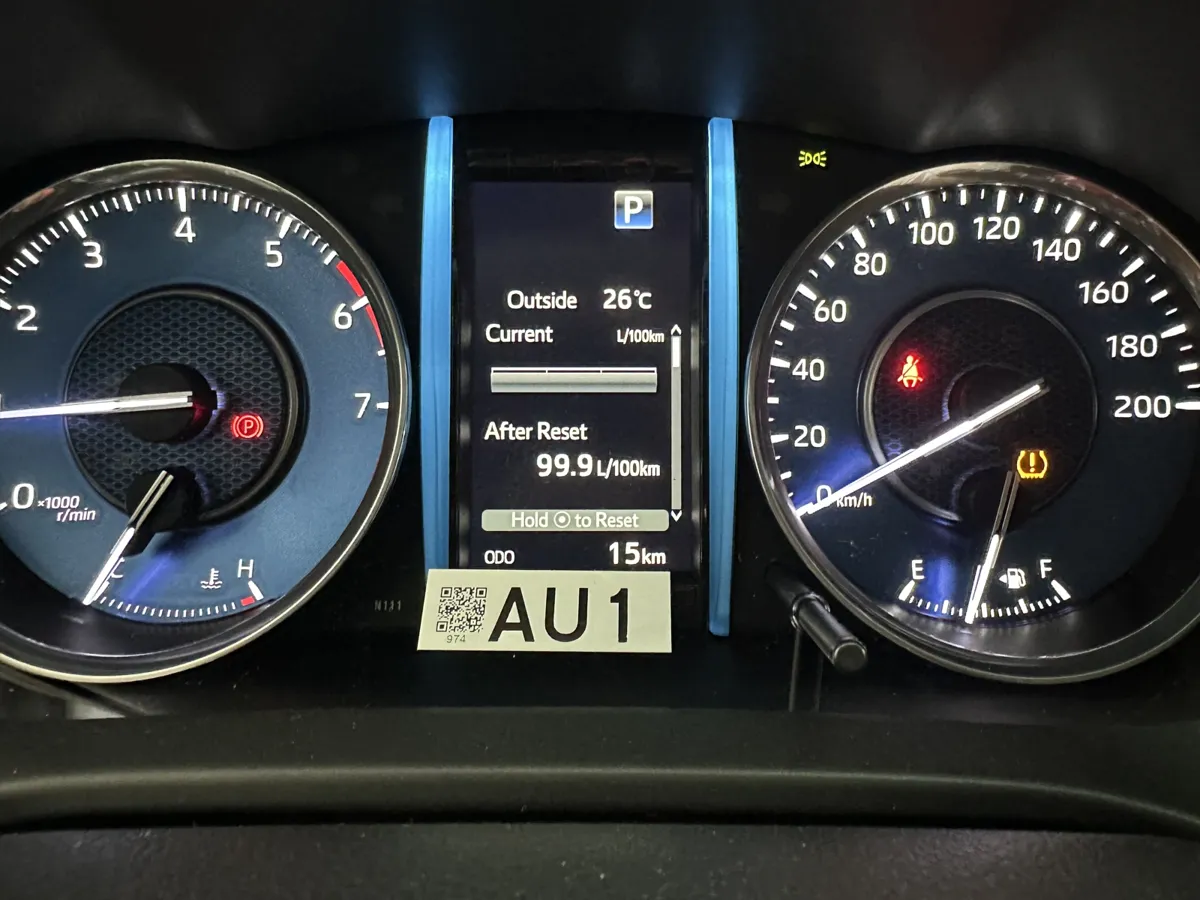 2
3
4
5
6
7
0
x1000
r/min
C
H
P
P
Outside 26°C
Current L/100km
After Reset
99.9 L/100km
Hold to Reset
ODO 15km
974
AU1
0
km/h
20
40
60
80
100
120
140
160
180
200
E
F